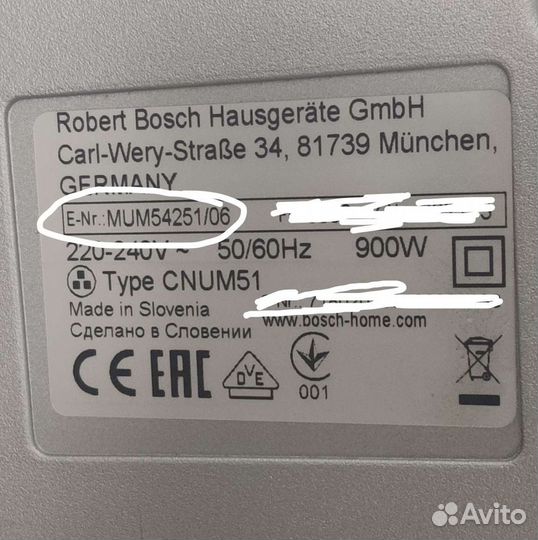 Robert Bosch Hausgeräte GmbH
Carl-Wery-Straße 34, 81739 München,
GERMANY
E-Nr.:MUM54251/06
220-240V ~ 50/60Hz 900W
Type CNUM51
Made in Slovenia
Сделано в Словении
www.bosch-home.com
CE EAC DVE 001
Avito